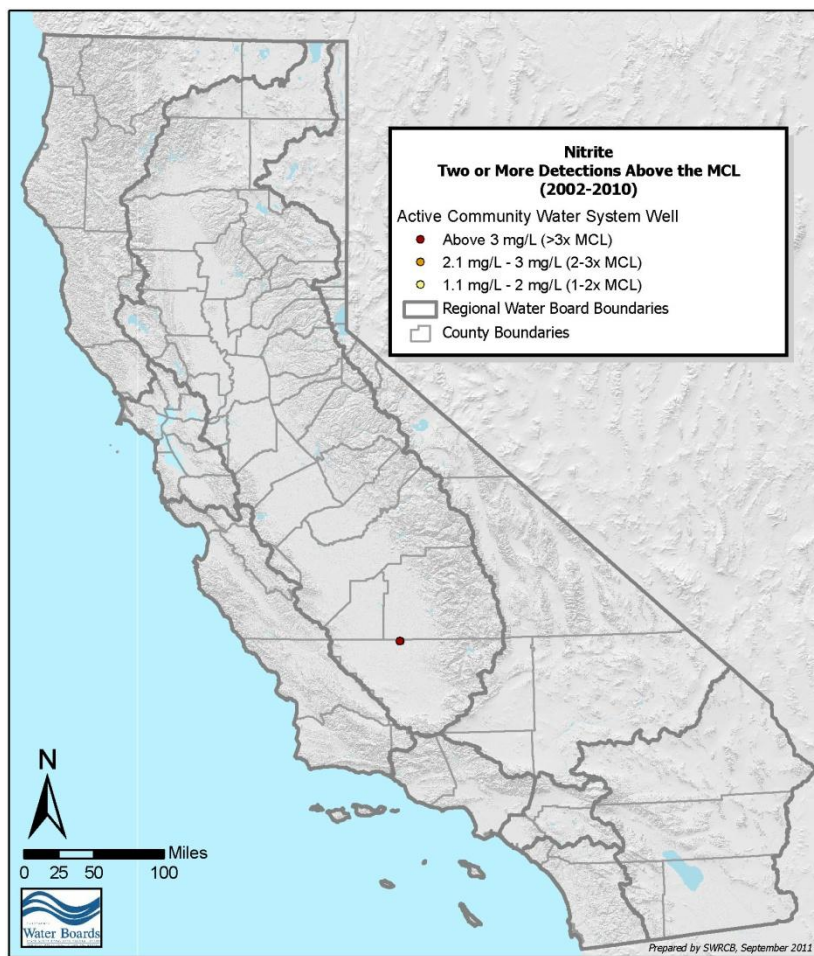 Nitrite
Two or More Detections Above the MCL
(2002-2010)
Active Community Water System Well
Above 3 mg/L (>3x MCL)
2.1 mg/L - 3 mg/L (2-3x MCL)
1.1 mg/L - 2 mg/L (1-2x MCL)
Regional Water Board Boundaries
County Boundaries
N
Miles
0 25 50 100
Water Boards
Prepared by SWRCB, September 2011